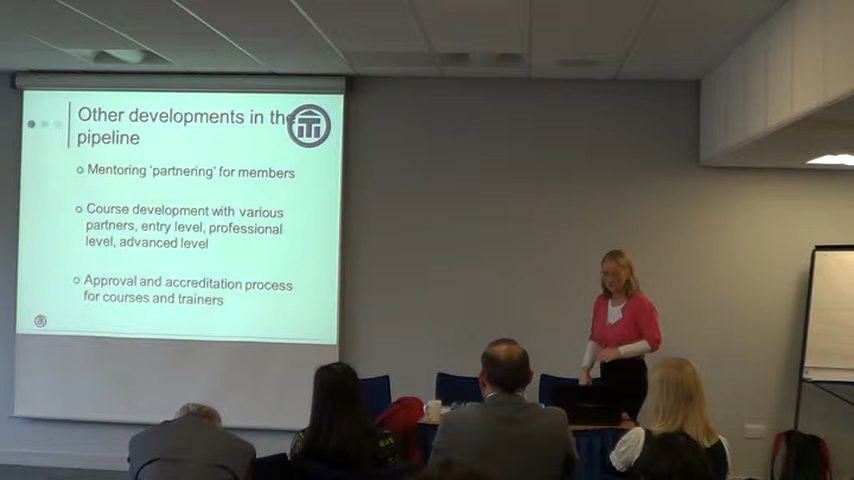 Other developments in the
pipeline
Mentoring 'partnering' for members
Course development with various
partners, entry level, professional
level, advanced level
Approval and accreditation process
for courses and trainers